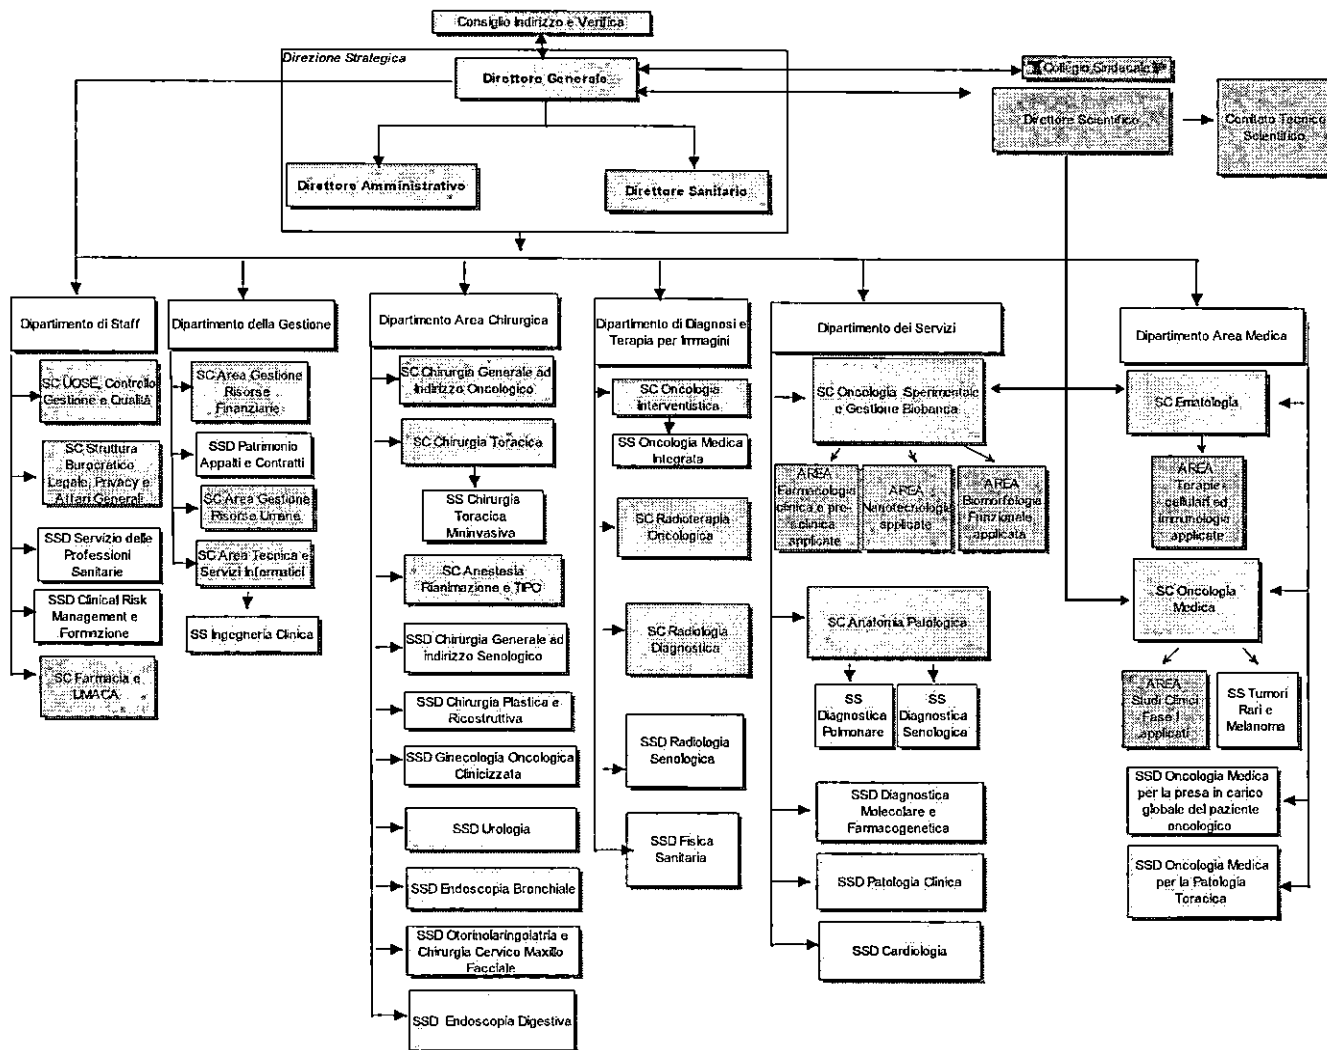 Consiglio Indirizzo e Verifica
Direzione Strategica
Direttore Generale
Collegio Sindacale
Direttore Scientifico
Comitato Tecnico
Scientifico
Direttore Amministrativo
Direttore Sanitario
Dipartimento di Staff
SC UOSE, Controllo
Gestione e Qualità
SC Struttura
Burocratico
Legale, Privacy e
Affari Generali
SSD Servizio delle
Professioni
Sanitarie
SSD Clinical Risk
Management e
Formazione
SC Farmacia e
UMACA
Dipartimento della Gestione
SC Area Gestione
Risorse
Finanziarie
SSD Patrimonio
Appalti e Contratti
SC Area Gestione
Risorse Umane
SC Area Tecnica e
Servizi Informatici
SS Ingegneria Clinica
Dipartimento Area Chirurgica
SC Chirurgia Generale ad
Indirizzo Oncologico
SC Chirurgia Toracica
SS Chirurgia
Toracica
Mininvasiva
SC Anestesia
Rianimazione e TIPO
SSD Chirurgia Generale ad
Indirizzo Senologico
SSD Chirurgia Plastica e
Ricostruttiva
SSD Ginecologia Oncologica
Clinicizzata
SSD Urologia
SSD Endoscopia Bronchiale
SSD Otorinolaringoiatria e
Chirurgia Cervico Maxillo
Facciale
SSD Endoscopia Digestiva
Dipartimento di Diagnosi e
Terapia per Immagini
SC Oncologia
Interventistica
SS Oncologia Medica
Integrata
SC Radioterapia
Oncologica
SC Radiologia
Diagnostica
SSD Radiologia
Senologica
SSD Fisica
Sanitaria
Dipartimento dei Servizi
SC Oncologia Sperimentale
e Gestione Biobanca
AREA
Farmacologia
clinica e pre-
clinica
applicate
AREA
Nanotecnologie
applicate
AREA
Biomorfologia
Funzionale
applicata
SC Anatomia Patologica
SS
Diagnostica
Polmonare
SS
Diagnostica
Senologica
SSD Diagnostica
Molecolare e
Farmacogenetica
SSD Patologia Clinica
SSD Cardiologia
Dipartimento Area Medica
SC Ematologia
AREA
Terapie
cellulari ed
immunologia
applicate
SC Oncologia
Medica
AREA
Studi Clinici
Fase I
applicati
SS Tumori
Rari e
Melanoma
SSD Oncologia Medica
per la presa in carico
globale del paziente
oncologico
SSD Oncologia Medica
per la Patologia
Toracica